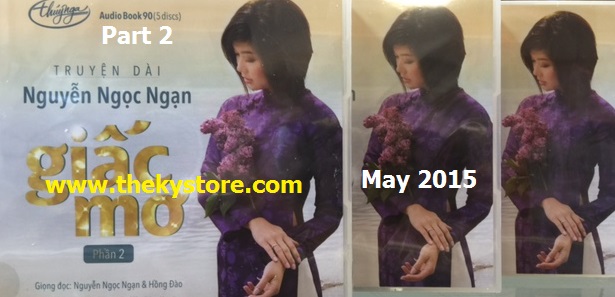 Thúy Nga
Audio Book 90 (5 discs)
Part 2
TRUYỆN DÀI
Nguyễn Ngọc Ngạn
giấc
mơ
www.thekystore.com
May 2015
Phần 2
Giọng đọc: Nguyễn Ngọc Ngạn & Hồng Đào